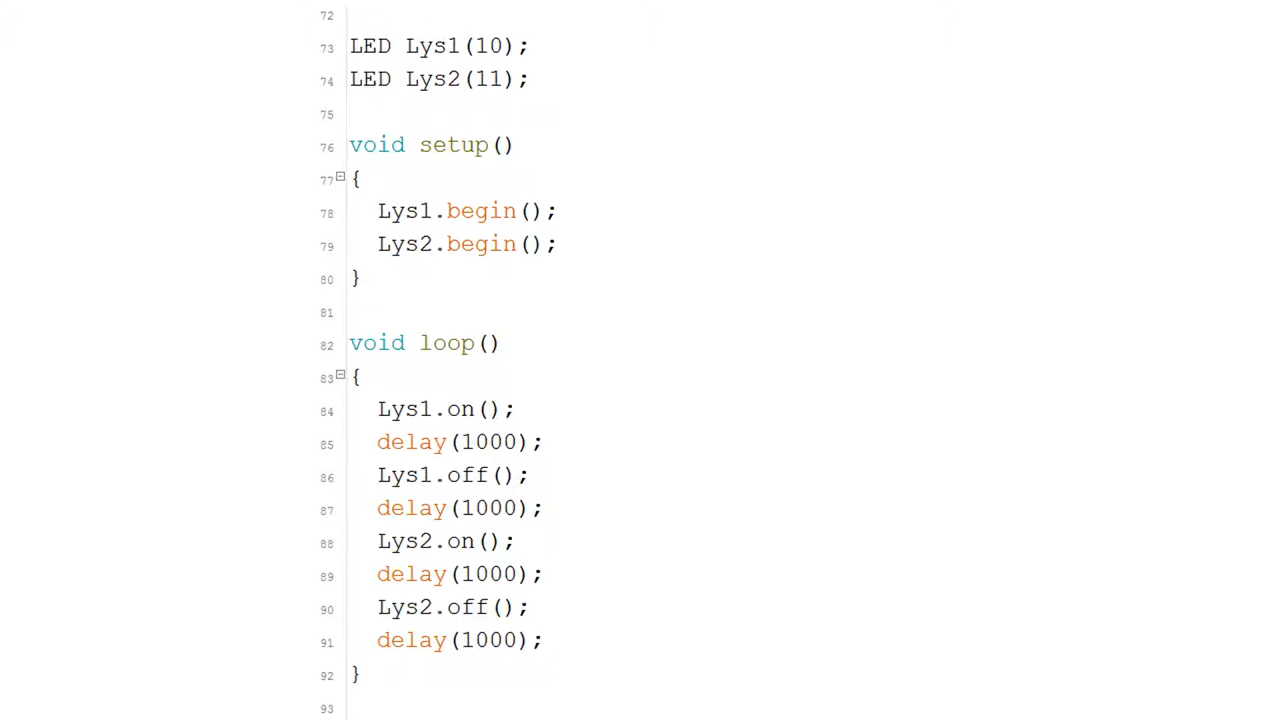 72
73 LED Lys1(10);
74 LED Lys2(11);
75
76 void setup()
77 {
78 Lys1.begin();
79 Lys2.begin();
80 }
81
82 void loop()
83 {
84 Lys1.on();
85 delay(1000);
86 Lys1.off();
87 delay(1000);
88 Lys2.on();
89 delay(1000);
90 Lys2.off();
91 delay(1000);
92 }
93